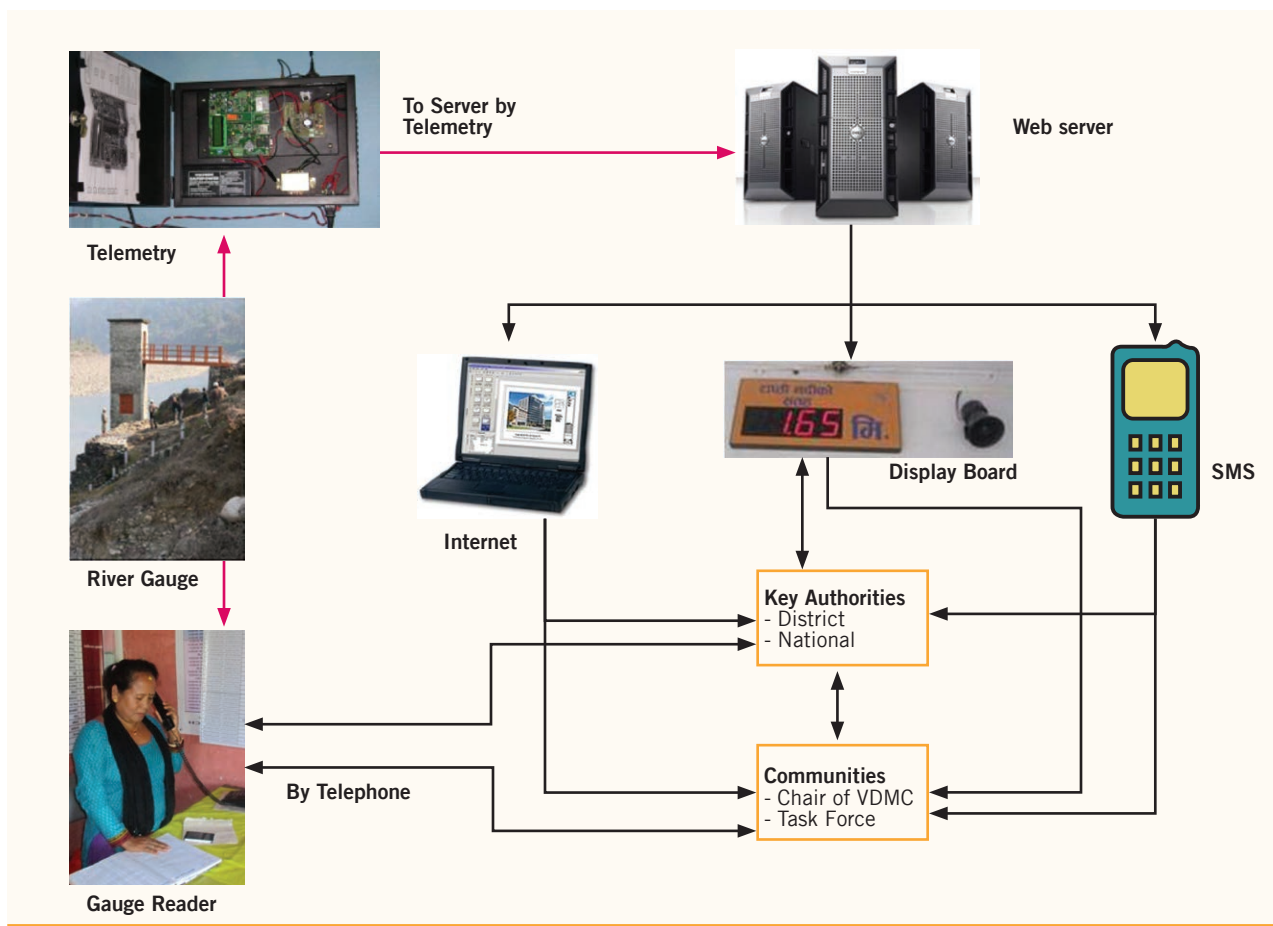 To Server by
Telemetry
Web server
Telemetry
River Gauge
Internet
1.65
मि.
Display Board
SMS
Key Authorities
- District
- National
Communities
- Chair of VDMC
- Task Force
By Telephone
Gauge Reader